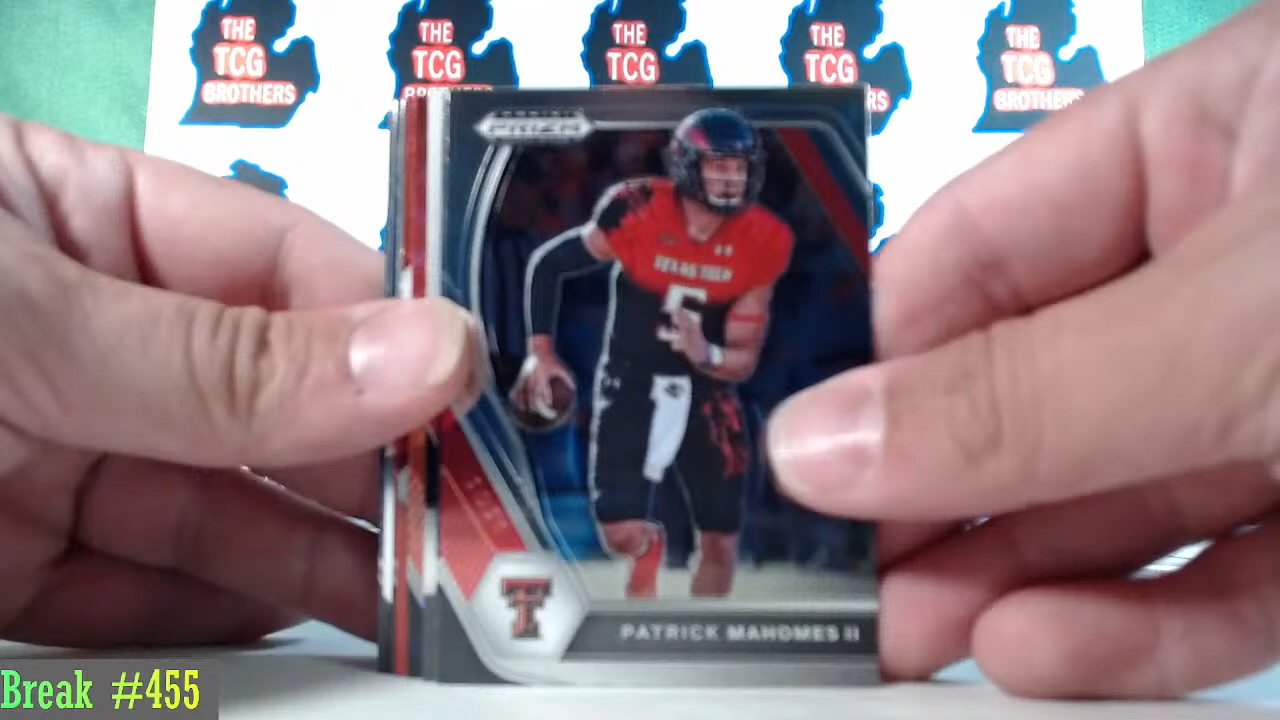 THE
TCG
BROTHERS
THE
TCG
THE
TCG
THE
TCG
THE
TCG
BROTHERS
PRIZM
TEXAS TECH
5
PATRICK MAHOMES II
Break #455